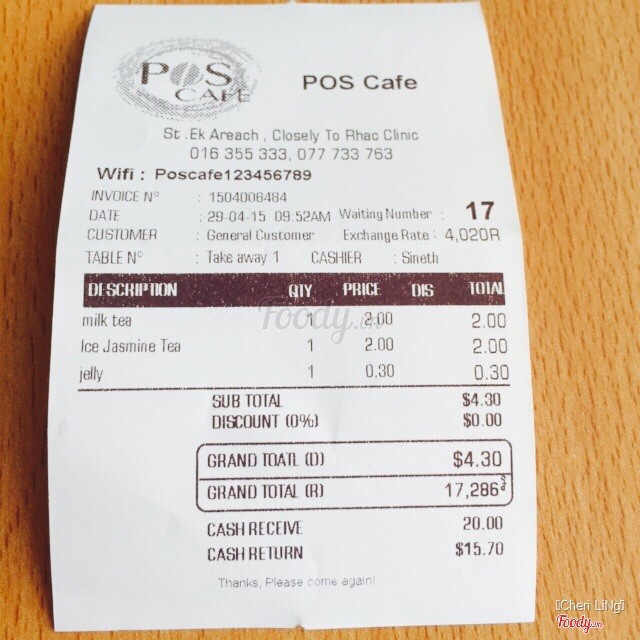 POS
CAFE
POS Cafe
St .Ek Areach , Closely To Rhac Clinic
016 355 333, 077 733 763
Wifi : Poscafe123456789
INVOICE Nº : 1504006484
DATE : 29-04-15 09:52AM Waiting Number : 17
CUSTOMER : General Customer Exchange Rate : 4,020R
TABLE Nº : Take away 1 CASHIER : Sineth
DESCRIPTION QTY PRICE DIS TOTAL
milk tea 1 2.00 2.00
Ice Jasmine Tea 1 2.00 2.00
jelly 1 0.30 0.30
SUB TOTAL $4.30
DISCOUNT (0%) $0.00
GRAND TOATL (D) $4.30
GRAND TOTAL (R) 17,286
CASH RECEIVE 20.00
CASH RETURN $15.70
Thanks, Please come again!
Foody.vn
[Cheri LiNg]
Foody.vn